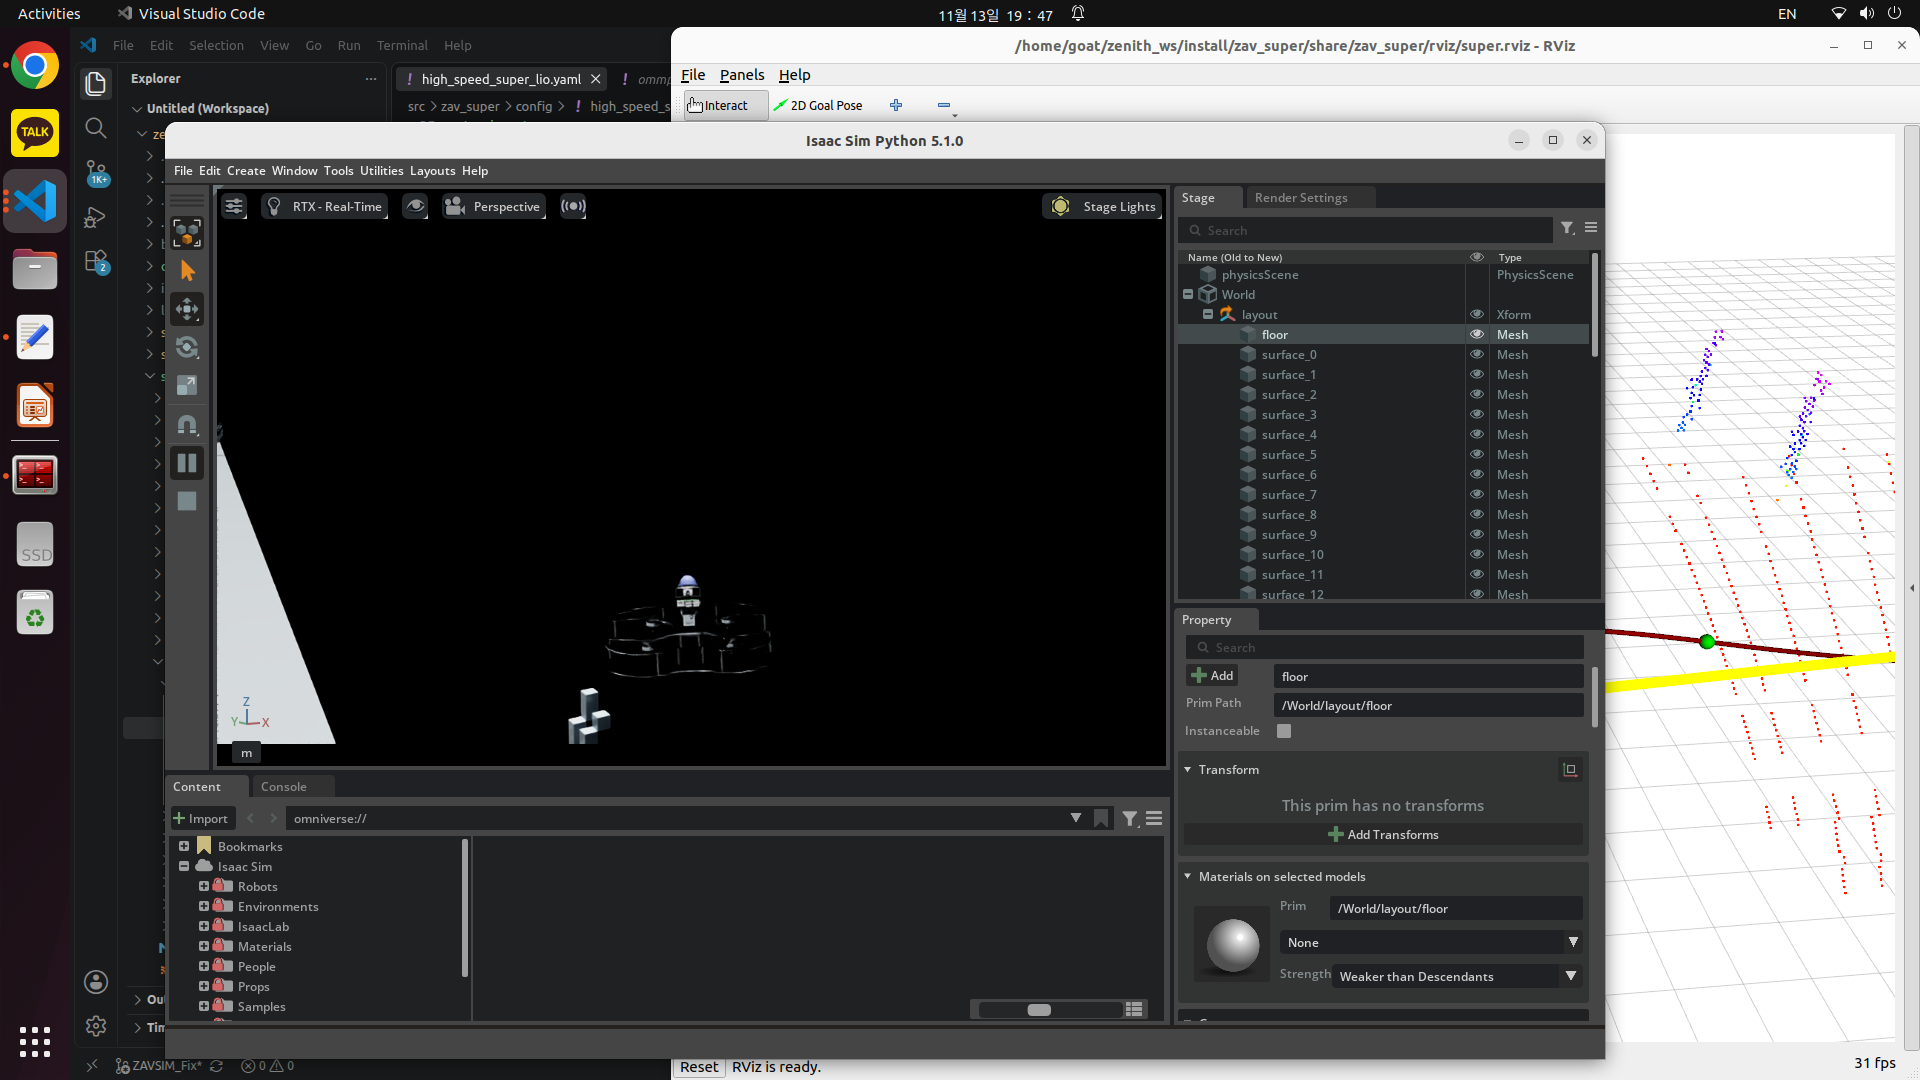 Activities
Visual Studio Code
11월 13일 19 : 47
EN
File Edit Selection View Go Run Terminal Help
/home/goat/zenith_ws/install/zav_super/share/zav_super/rviz/super.rviz - RViz
File Panels Help
Interact
2D Goal Pose
Explorer
Untitled (Workspace)
! high_speed_super_lio.yaml
!
src > zav_super > config > ! high_speed_s
TALK
1K+
2
SSD
Isaac Sim Python 5.1.0
File Edit Create Window Tools Utilities Layouts Help
RTX - Real-Time
Perspective
Stage Lights
Z
Y
X
m
Stage
Render Settings
Search
Name (Old to New)
Type
physicsScene PhysicsScene
World
layout Xform
floor Mesh
surface_0 Mesh
surface_1 Mesh
surface_2 Mesh
surface_3 Mesh
surface_4 Mesh
surface_5 Mesh
surface_6 Mesh
surface_7 Mesh
surface_8 Mesh
surface_9 Mesh
surface_10 Mesh
surface_11 Mesh
surface_12 Mesh
Property
Search
Add
floor
Prim Path
/World/layout/floor
Instanceable
Transform
This prim has no transforms
Add Transforms
Materials on selected models
Prim
/World/layout/floor
None
Strength
Weaker than Descendants
Content
Console
Import
omniverse://
Bookmarks
Isaac Sim
Robots
Environments
IsaacLab
Materials
People
Props
Samples
ZAVSIM_Fix*
0
0
Reset
RViz is ready.
31 fps